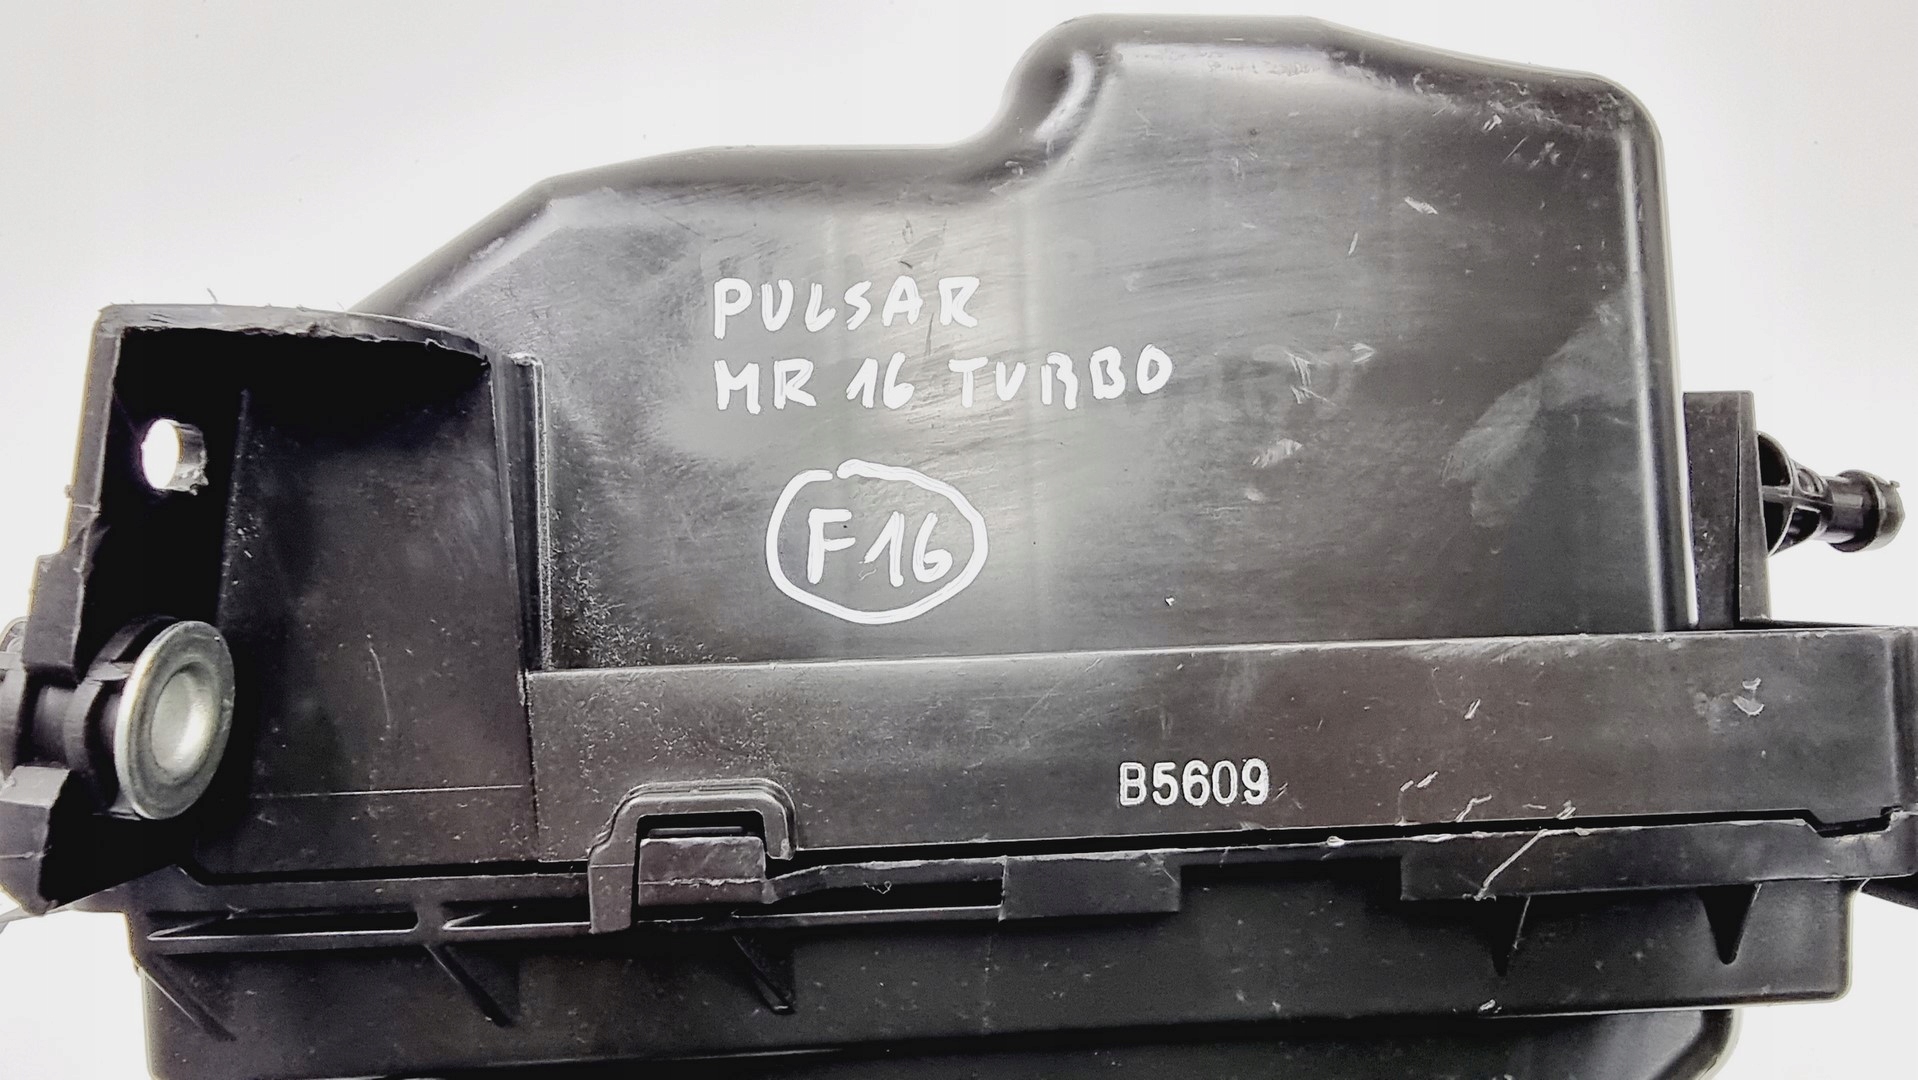 PULSAR
MR 16 TURBO
F16
B5609